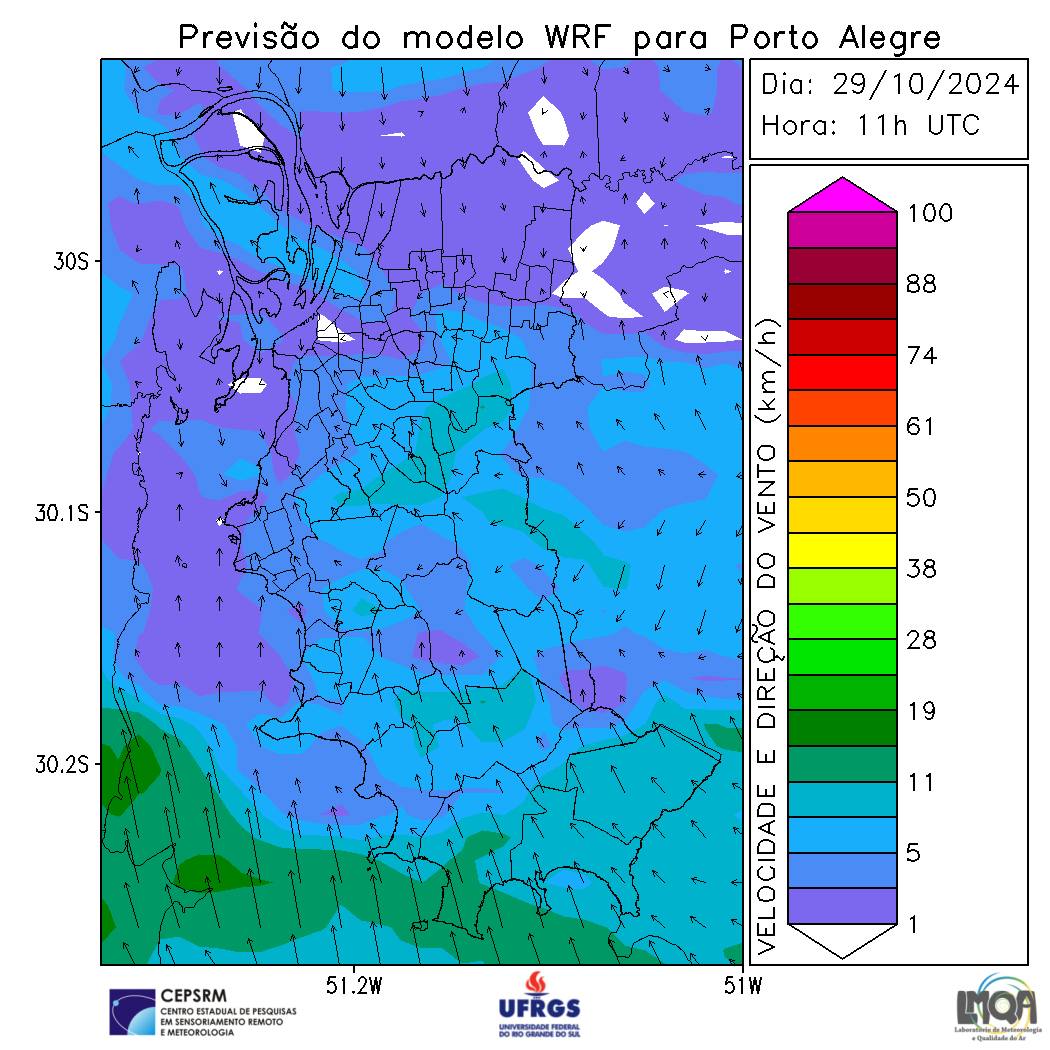 Previsão do modelo WRF para Porto Alegre
Dia: 29/10/2024
Hora: 11h UTC
30S
30.1S
30.2S
51.2W
51W
VELOCIDADE E DIREÇÃO DO VENTO (km/h)
100
88
74
61
50
38
28
19
11
5
1
CEPSRM
CENTRO ESTADUAL DE PESQUISAS
EM SENSORIAMENTO REMOTO
E METEOROLOGIA
UFRGS
UNIVERSIDADE FEDERAL
DO RIO GRANDE DO SUL
LMQA
Laboratório de Meteorologia
e Qualidade do Ar